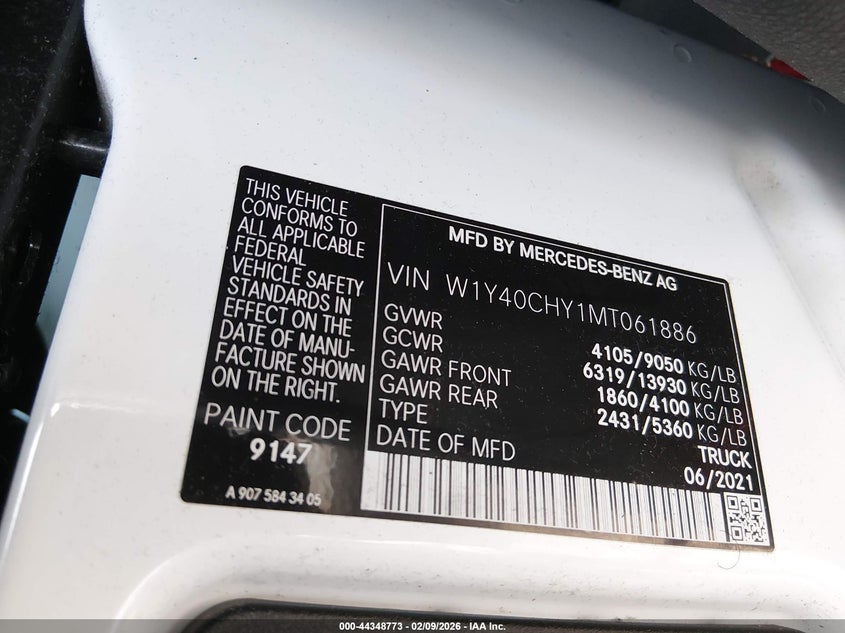 THIS VEHICLE
CONFORMS TO
ALL APPLICABLE
FEDERAL
VEHICLE SAFETY
STANDARDS IN
EFFECT ON THE
DATE OF MANU-
FACTURE SHOWN
ON THE RIGHT.
PAINT CODE
9147
A 907 584 34 05
MFD BY MERCEDES-BENZ AG
VIN W1Y40CHY1MT061886
GVWR 4105/9050 KG/LB
GCWR 6319/13930 KG/LB
GAWR FRONT 1860/4100 KG/LB
GAWR REAR 2431/5360 KG/LB
TYPE TRUCK
DATE OF MFD 06/2021
000-44348773 - 02/09/2026 - IAA Inc.